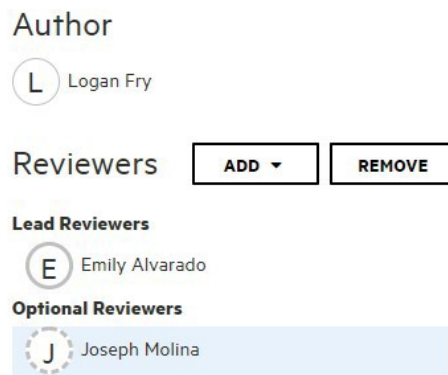 Author
L Logan Fry
Reviewers ADD REMOVE
Lead Reviewers
E Emily Alvarado
Optional Reviewers
J Joseph Molina